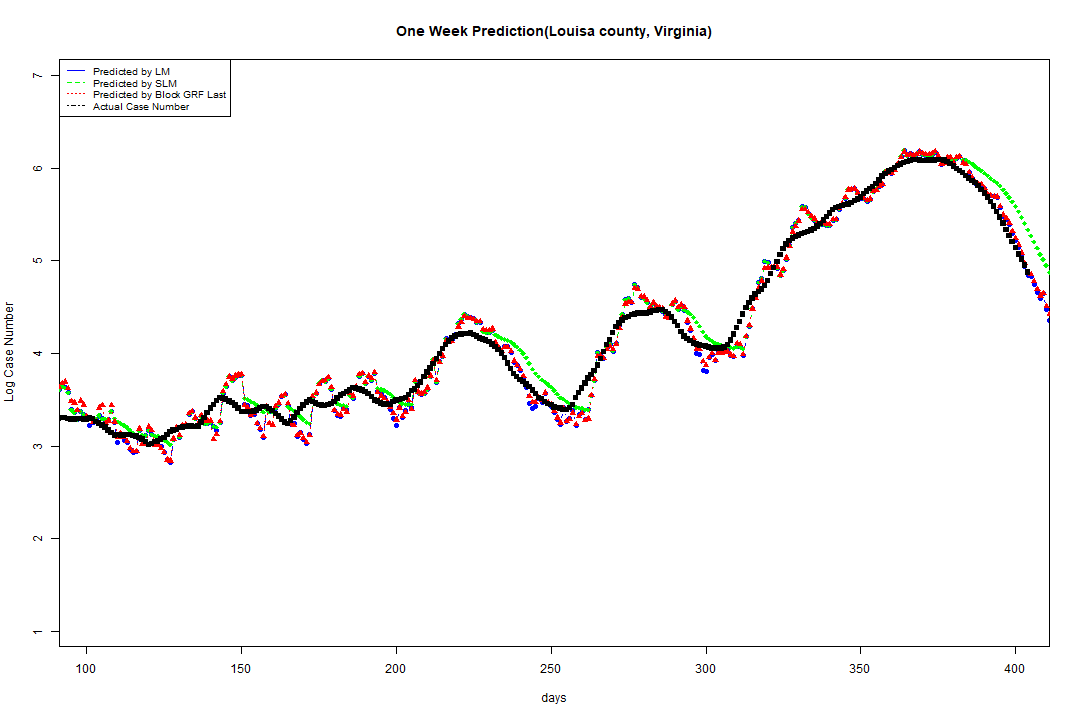 One Week Prediction(Louisa county, Virginia)
Predicted by LM
Predicted by SLM
Predicted by Block GRF Last
Actual Case Number
7
6
5
4
3
2
1
Log Case Number
100 150 200 250 300 350 400
days